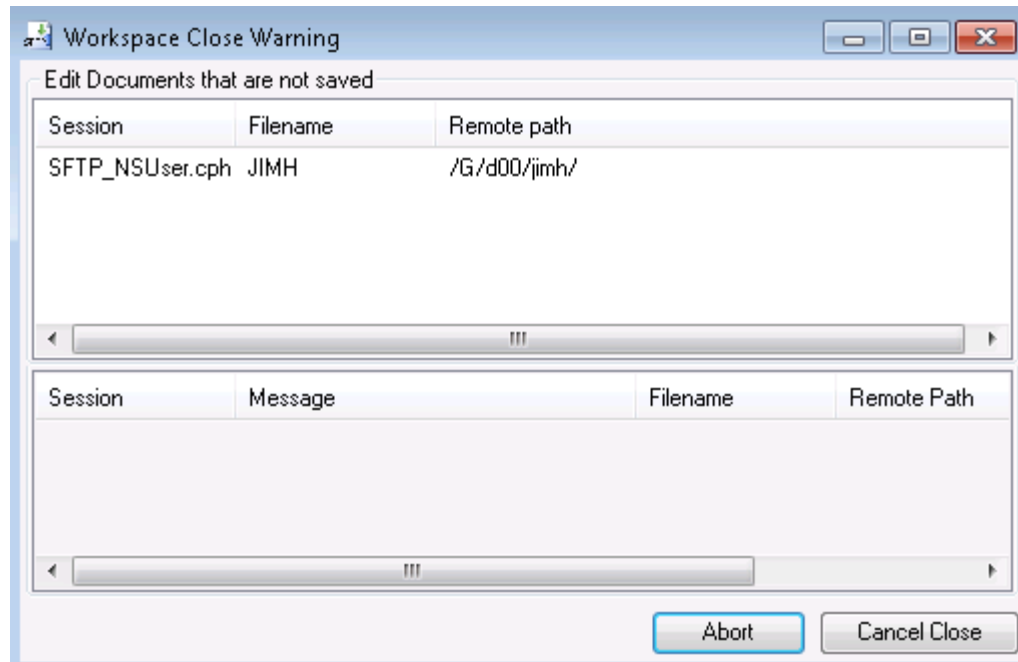 Workspace Close Warning
Edit Documents that are not saved
Session Filename Remote path
SFTP_NSUser.cph JIMH /G/d00/jimh/
Session Message Filename Remote Path
Abort Cancel Close